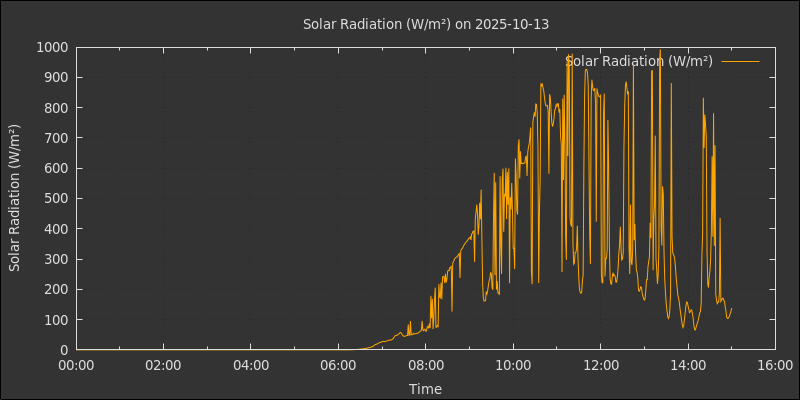 Solar Radiation (W/m²) on 2025-10-13
Solar Radiation (W/m²)
Solar Radiation (W/m²)
1000
900
800
700
600
500
400
300
200
100
0
00:00 02:00 04:00 06:00 08:00 10:00 12:00 14:00 16:00
Time